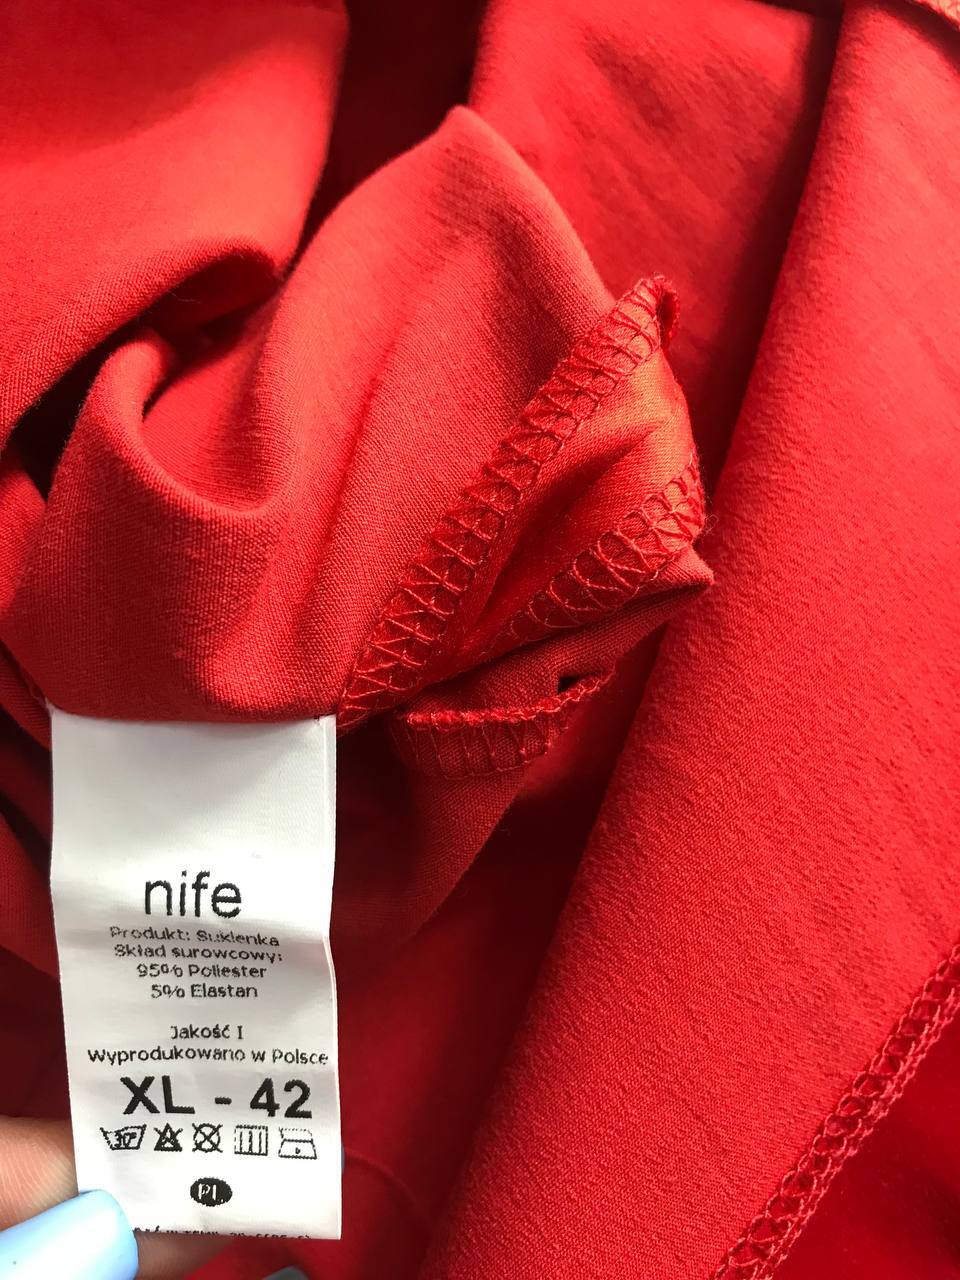 nife
Produkt: Sukienka
Skład surowcowy:
95% Poliester
5% Elastan
Jakość I
Wyprodukowano w Polsce
XL - 42
30°
PL